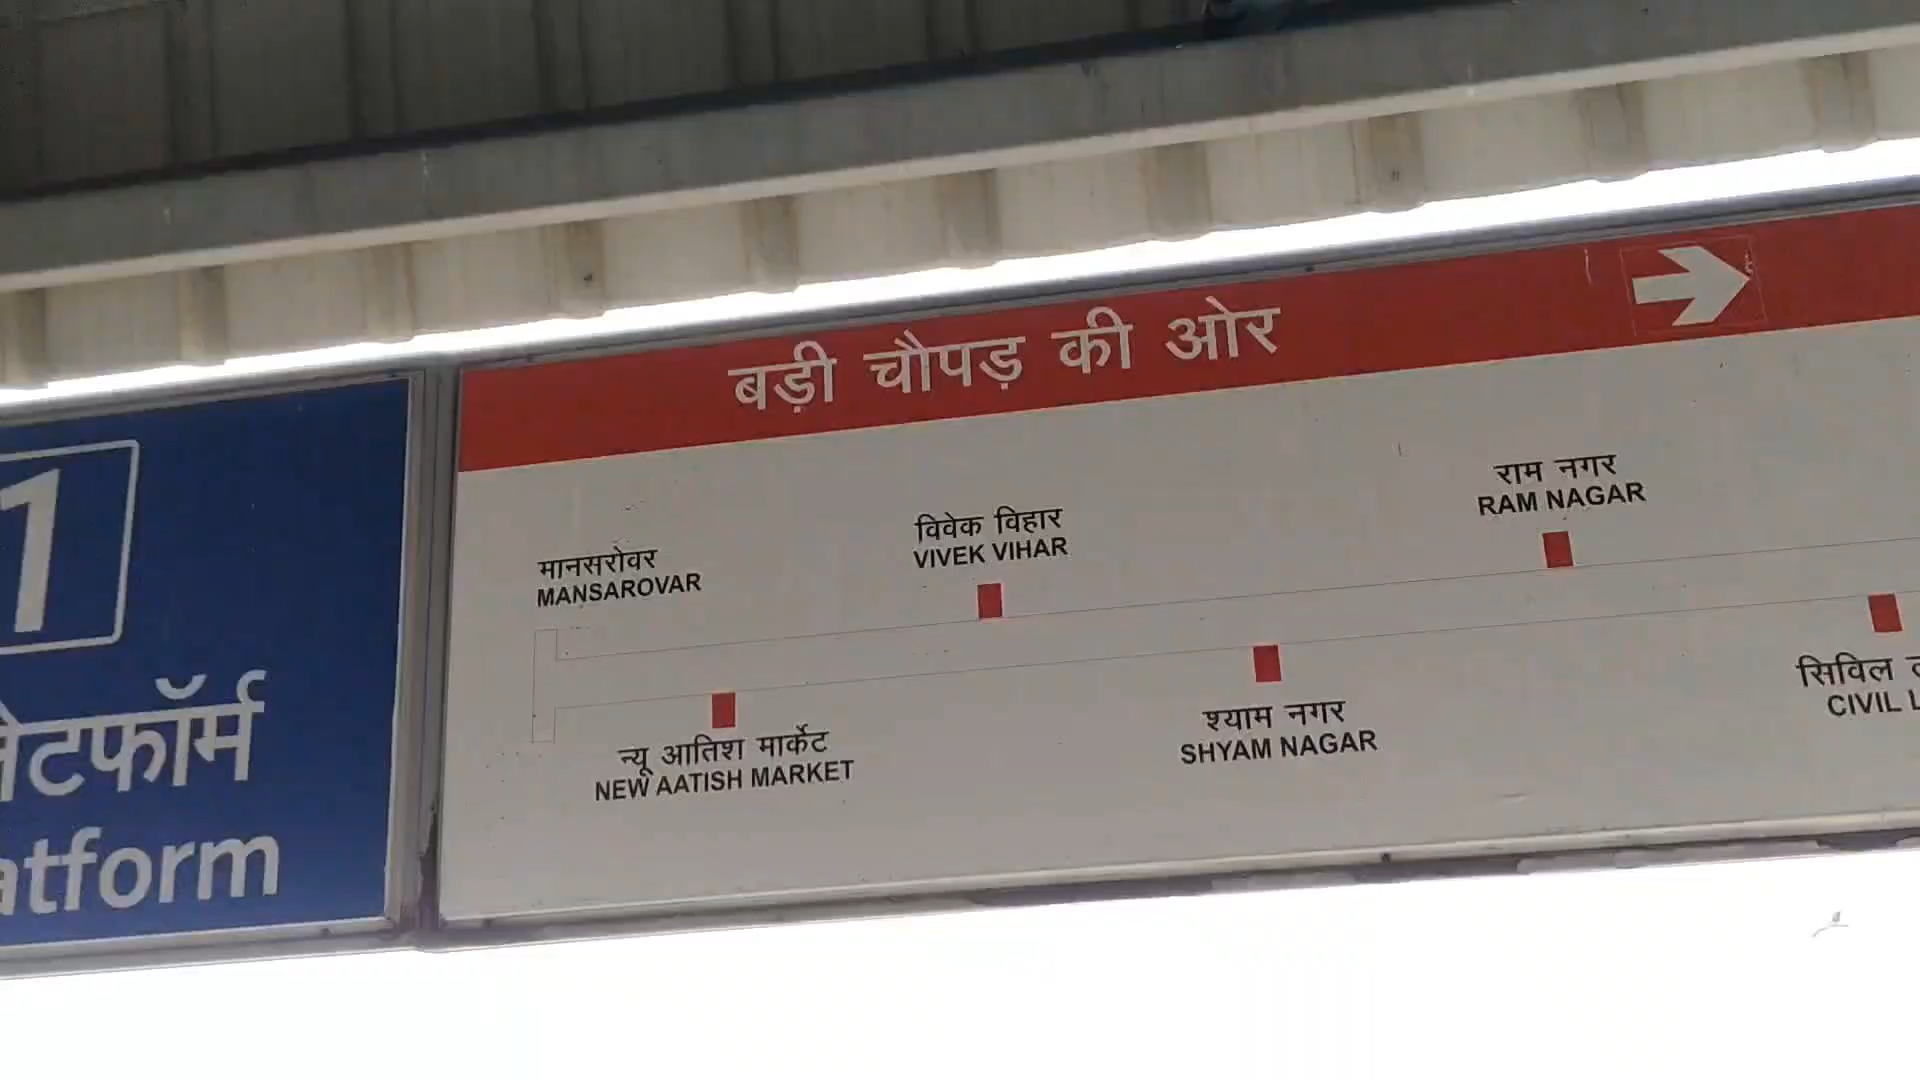 1
atform
बड़ी चौपड़ की ओर
मानसरोवर
MANSAROVAR
विवेक विहार
VIVEK VIHAR
राम नगर
RAM NAGAR
न्यू आतिश मार्केट
NEW AATISH MARKET
श्याम नगर
SHYAM NAGAR
सिविल
CIVIL L